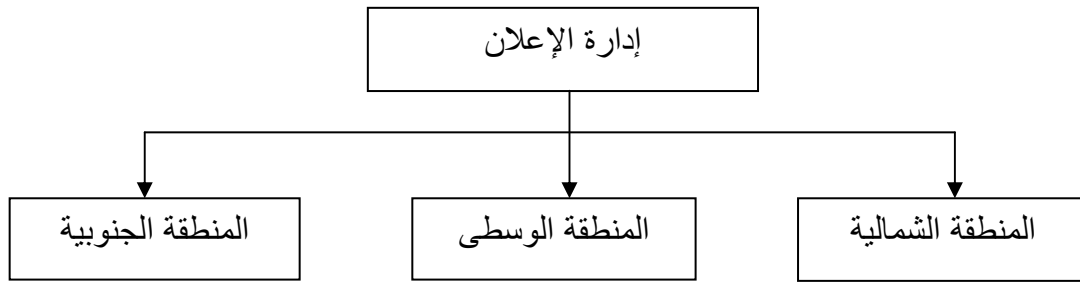 إدارة الإعلان
المنطقة الشمالية
المنطقة الوسطى
المنطقة الجنوبية